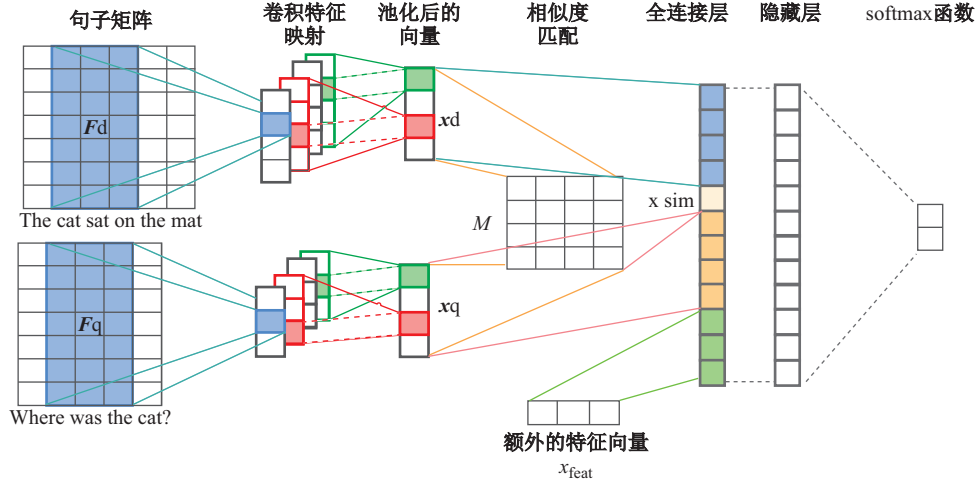 句子矩阵
卷积特征
映射
池化后的
向量
相似度
匹配
全连接层
隐藏层
softmax函数
Fd
xd
The cat sat on the mat
M
x sim
Fq
xq
Where was the cat?
额外的特征向量
xfeat